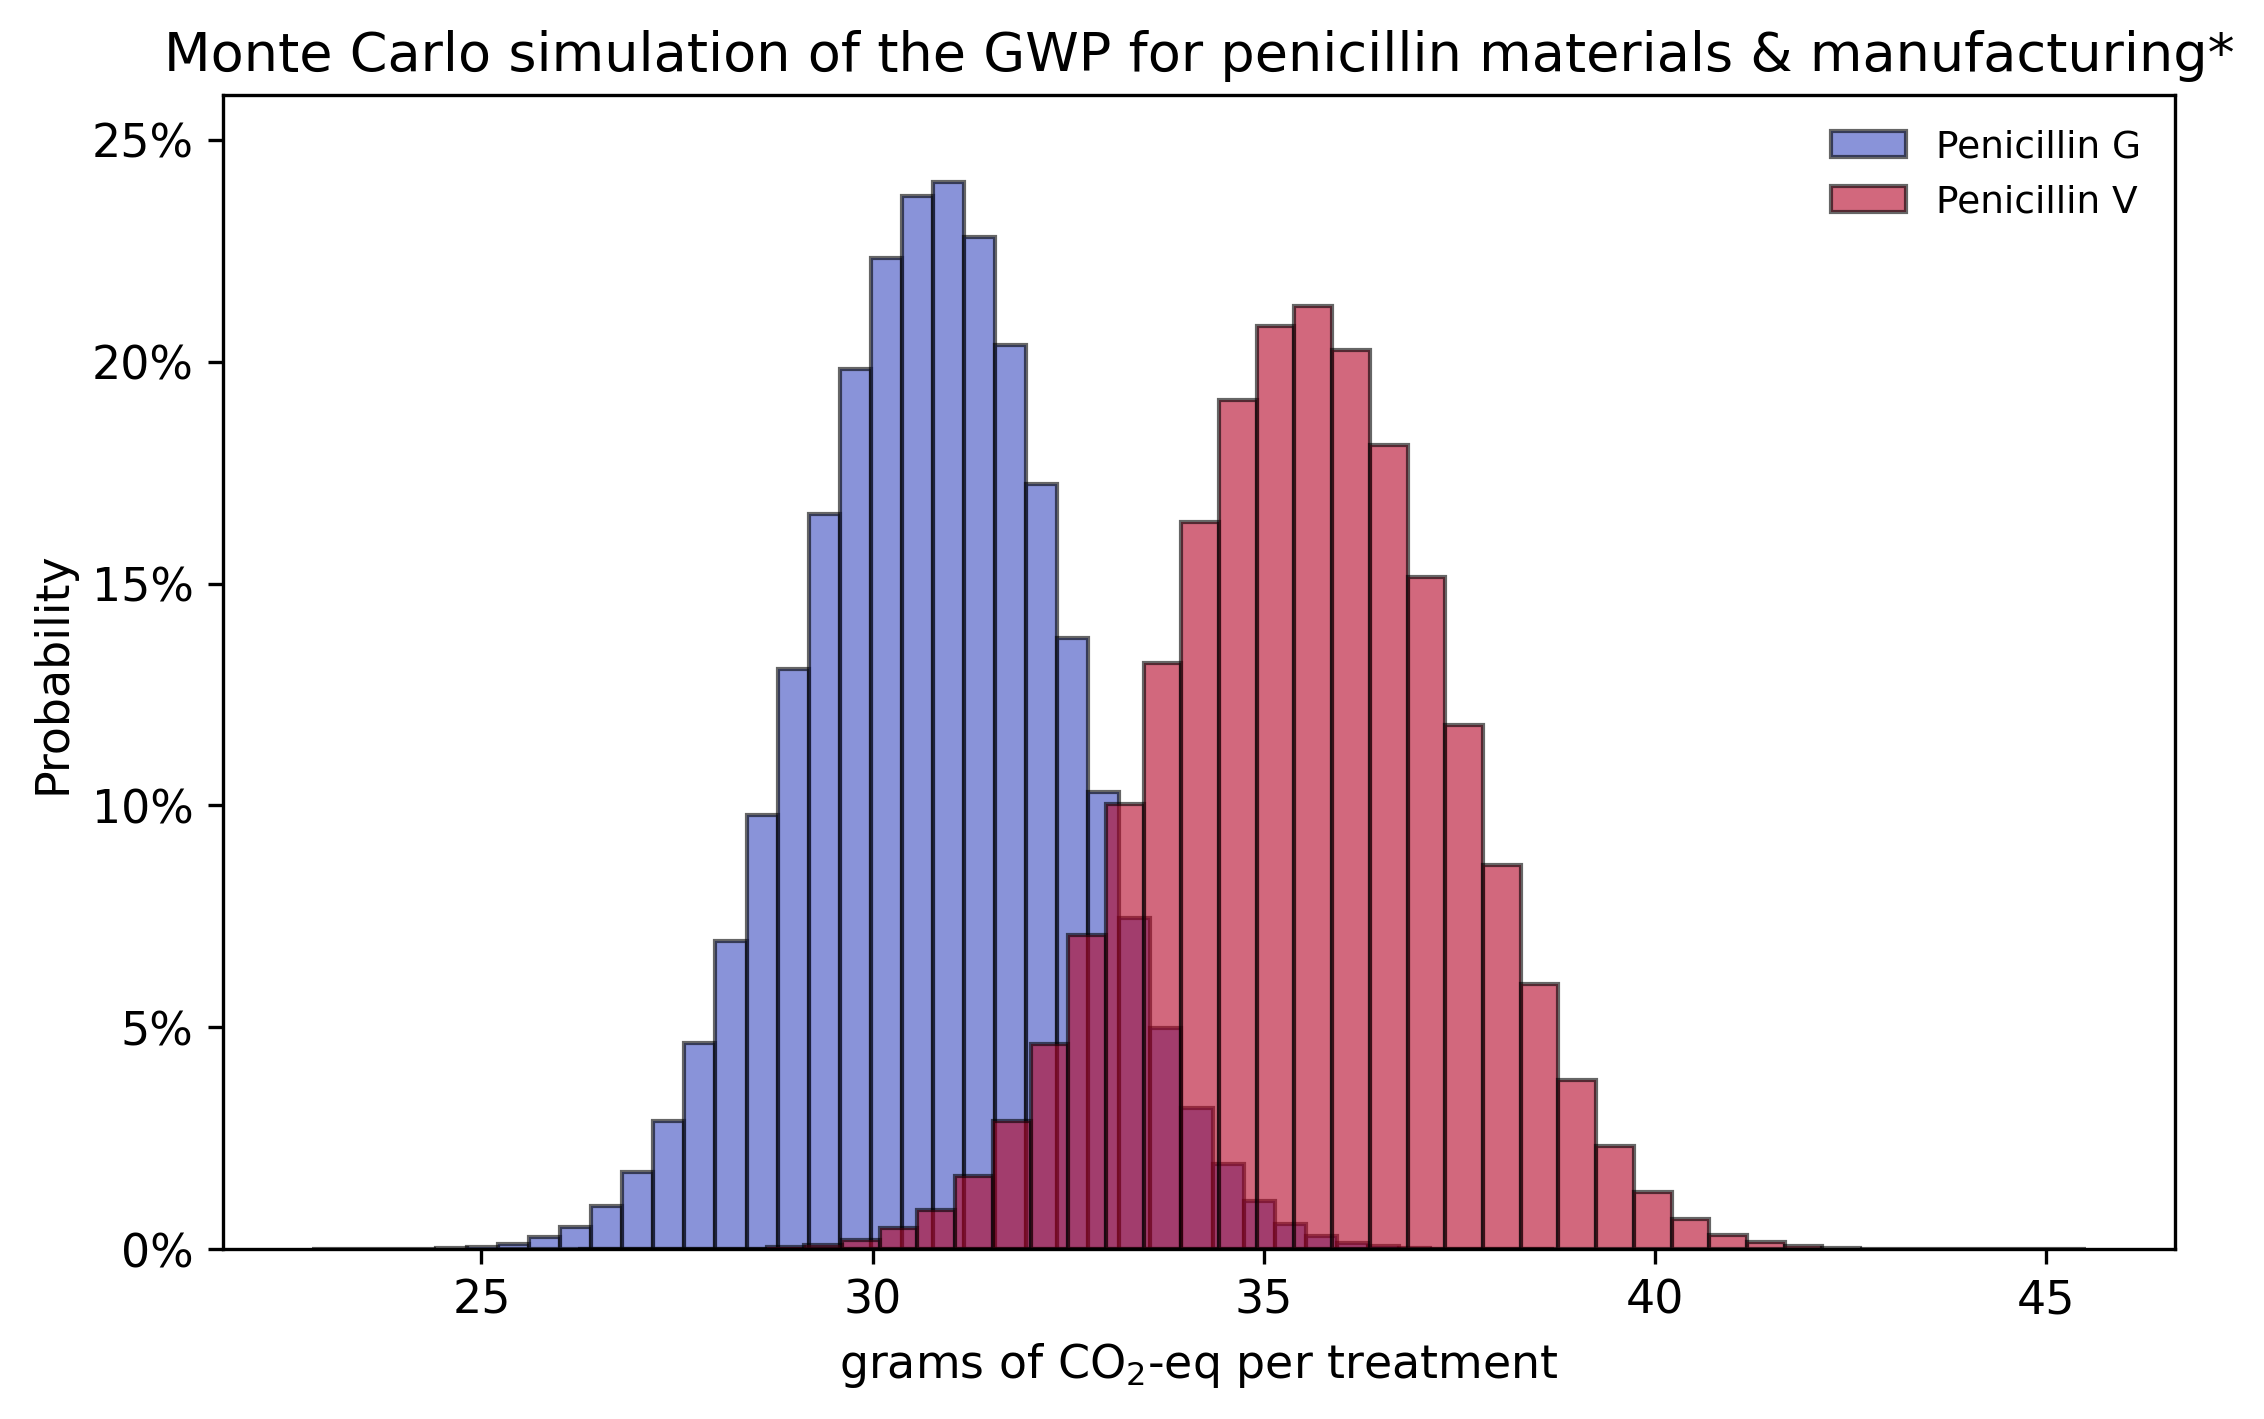 Monte Carlo simulation of the GWP for penicillin materials & manufacturing*
Penicillin G
Penicillin V
Probability
25%
20%
15%
10%
5%
0%
25 30 35 40 45
grams of CO₂-eq per treatment